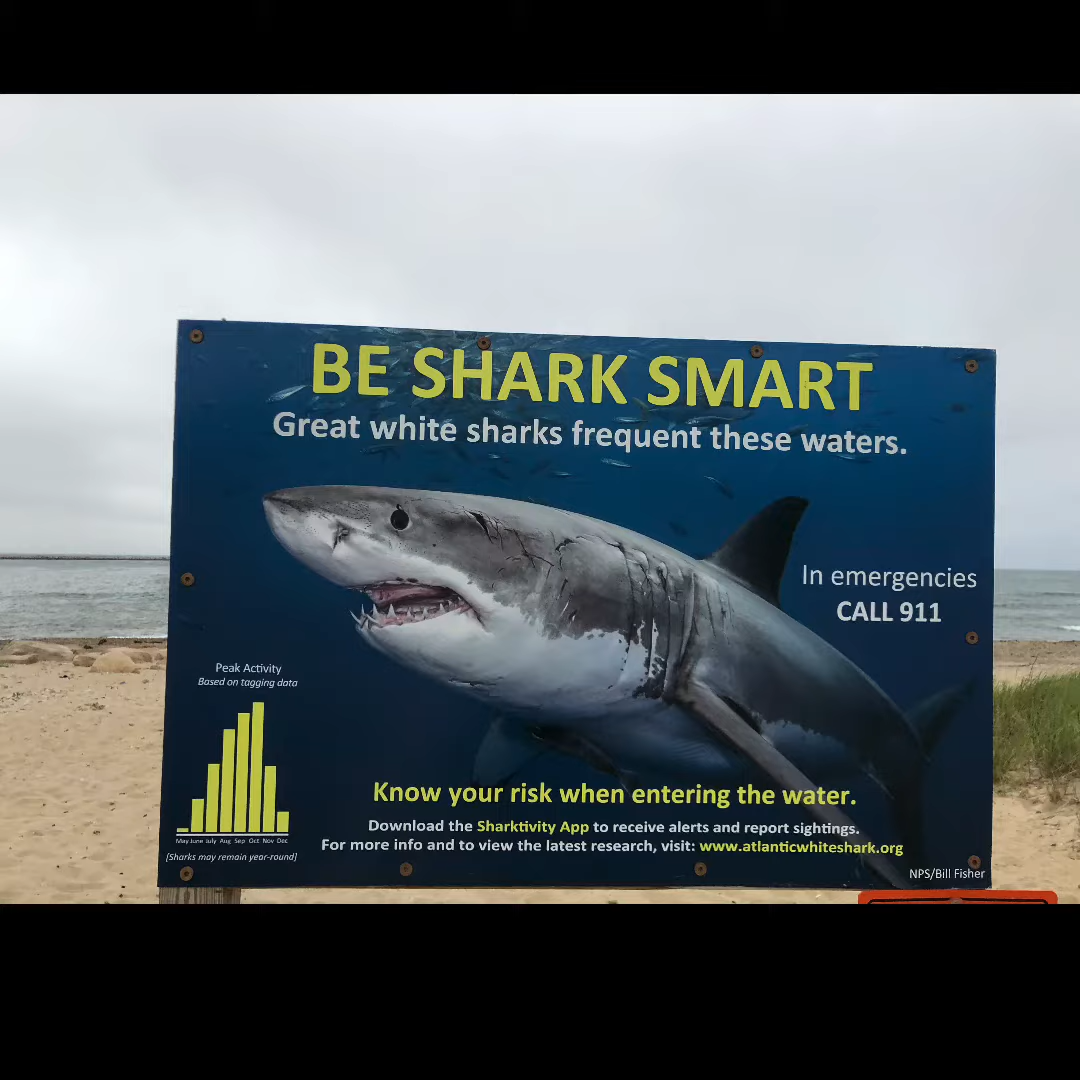 BE SHARK SMART
Great white sharks frequent these waters.
In emergencies
CALL 911
Peak Activity
Based on tagging data
May June July Aug Sep Oct Nov Dec
[Sharks may remain year-round]
Know your risk when entering the water.
Download the Sharktivity App to receive alerts and report sightings.
For more info and to view the latest research, visit: www.atlanticwhiteshark.org
NPS/Bill Fisher